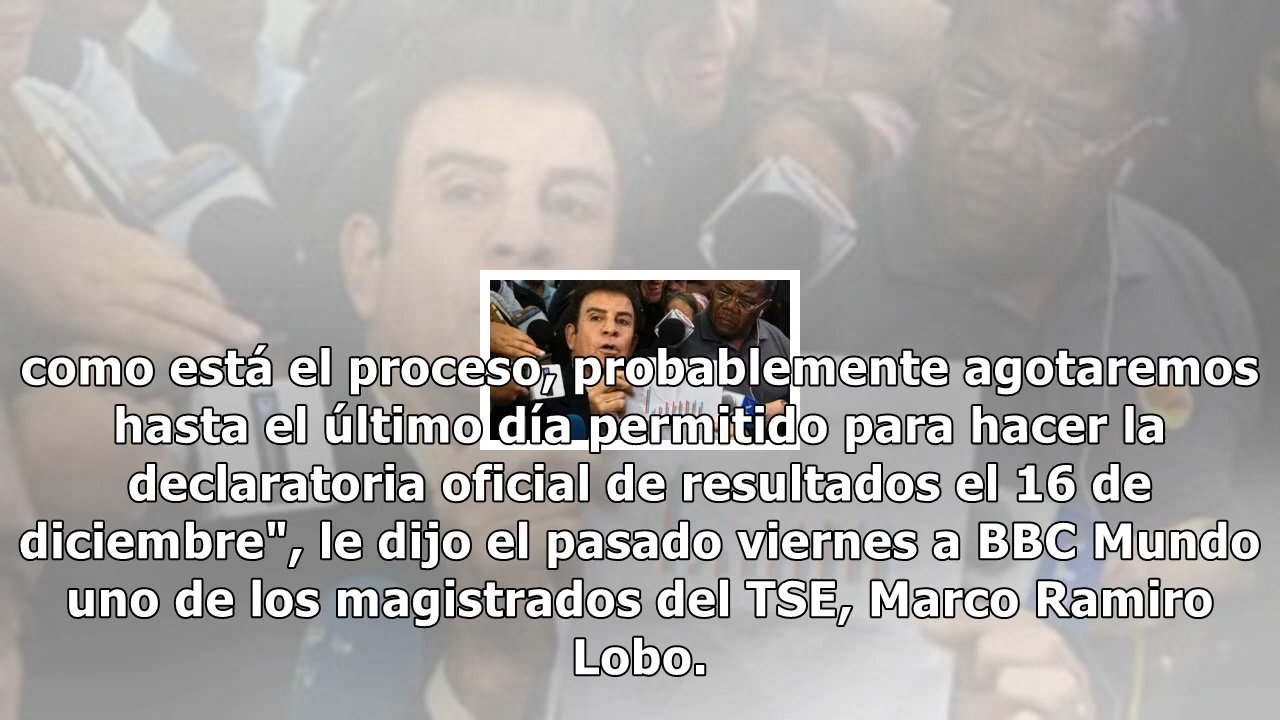 como está el proceso, probablemente agotaremos
hasta el último día permitido para hacer la
declaratoria oficial de resultados el 16 de
diciembre", le dijo el pasado viernes a BBC Mundo
uno de los magistrados del TSE, Marco Ramiro
Lobo.